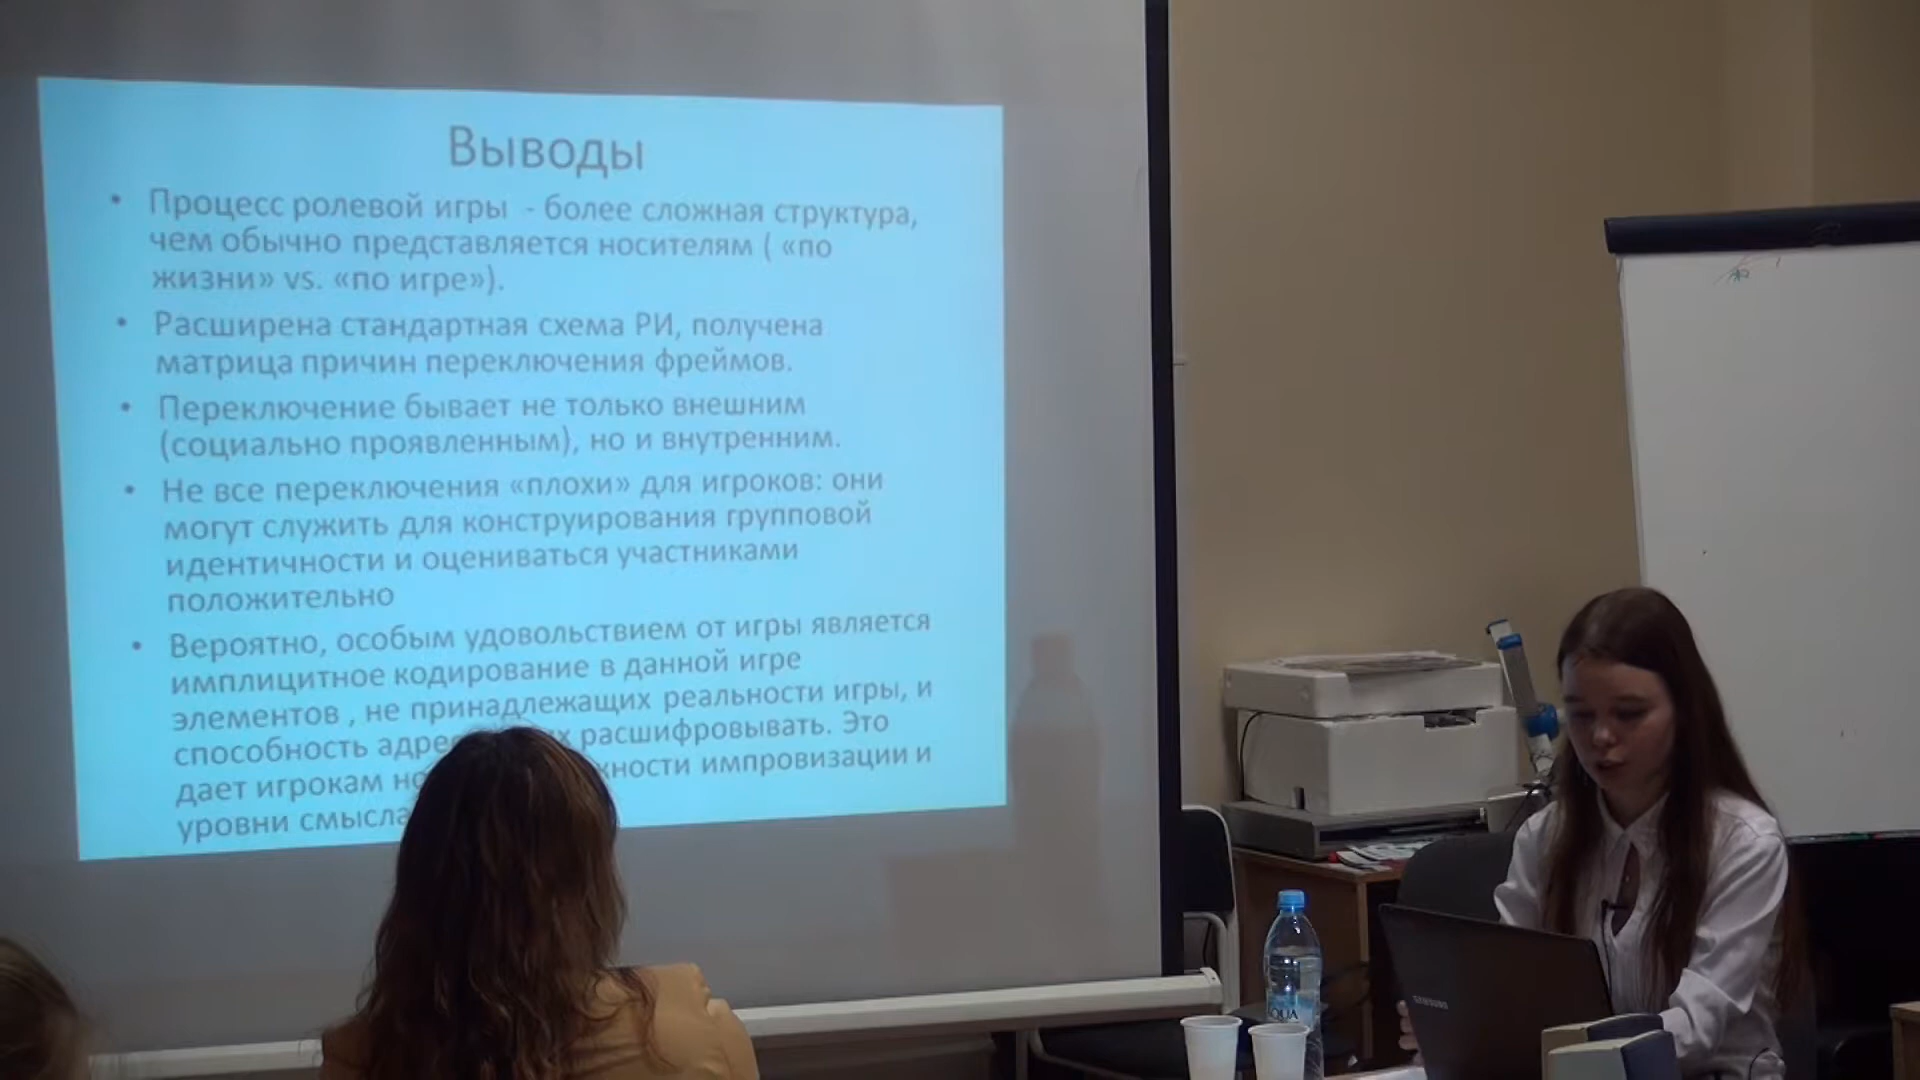 Выводы
• Процесс ролевой игры - более сложная структура,
чем обычно представляется носителям ( «по
жизни» vs. «по игре»).
• Расширена стандартная схема РИ, получена
матрица причин переключения фреймов.
• Переключение бывает не только внешним
(социально проявленным), но и внутренним.
• Не все переключения «плохи» для игроков: они
могут служить для конструирования групповой
идентичности и оцениваться участниками
положительно
• Вероятно, особым удовольствием от игры является
имплицитное кодирование в данной игре
элементов , не принадлежащих реальности игры, и
способность расшифровывать. Это
дает игрокам импровизации и
уровни смысла
SAMSUNG